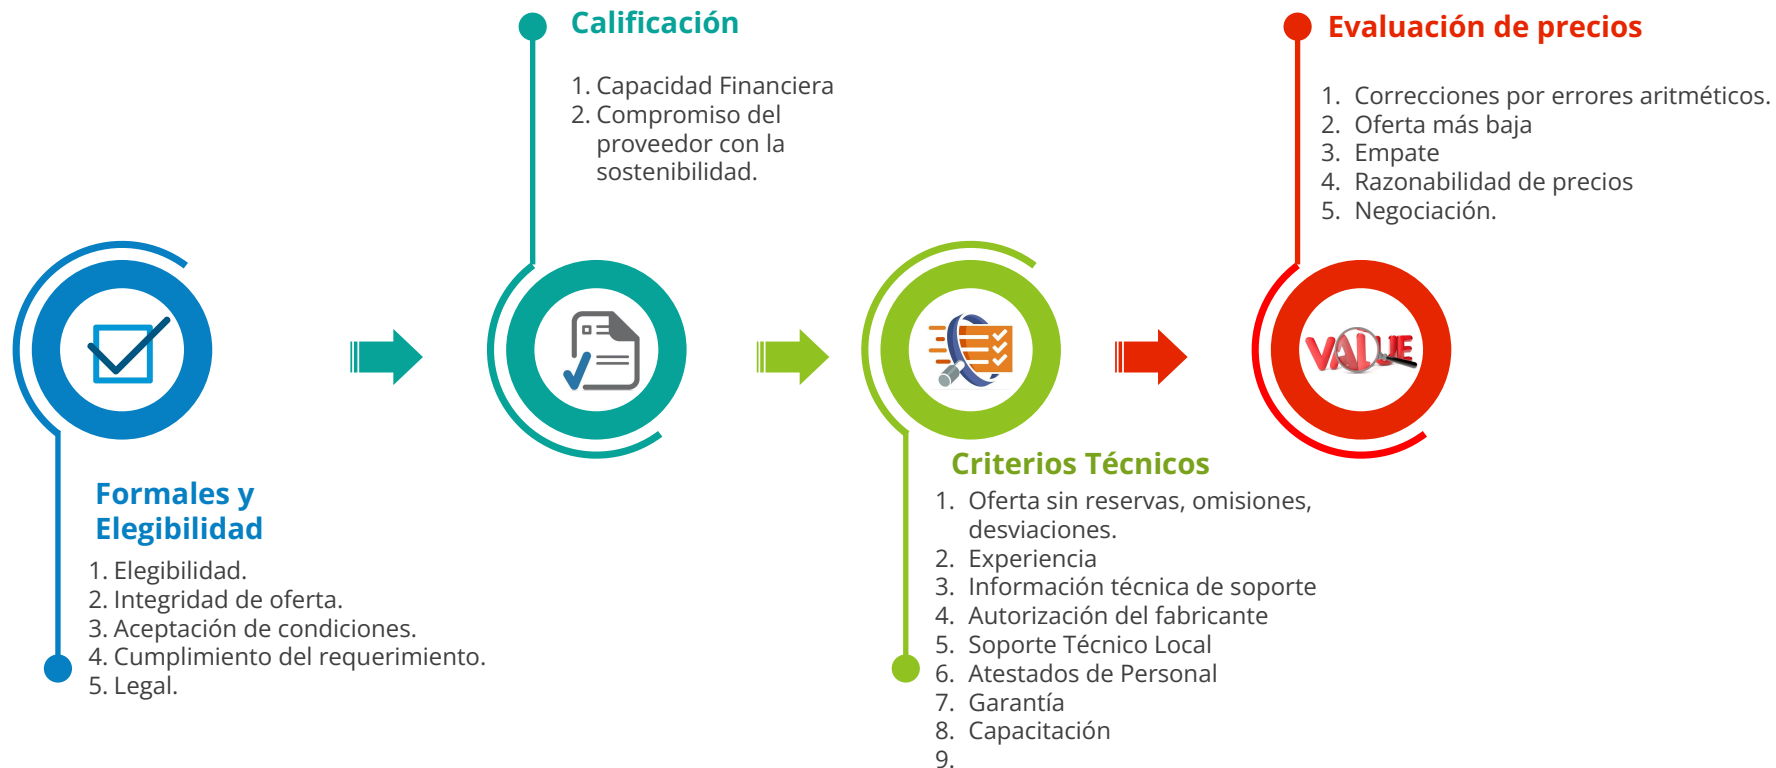 Formales y
Elegibilidad
1. Elegibilidad.
2. Integridad de oferta.
3. Aceptación de condiciones.
4. Cumplimiento del requerimiento.
5. Legal.
Calificación
1. Capacidad Financiera
2. Compromiso del
proveedor con la
sostenibilidad.
Criterios Técnicos
1. Oferta sin reservas, omisiones,
desviaciones.
2. Experiencia
3. Información técnica de soporte
4. Autorización del fabricante
5. Soporte Técnico Local
6. Atestados de Personal
7. Garantía
8. Capacitación
9.
Evaluación de precios
1. Correcciones por errores aritméticos.
2. Oferta más baja
3. Empate
4. Razonabilidad de precios
5. Negociación.
VALUE